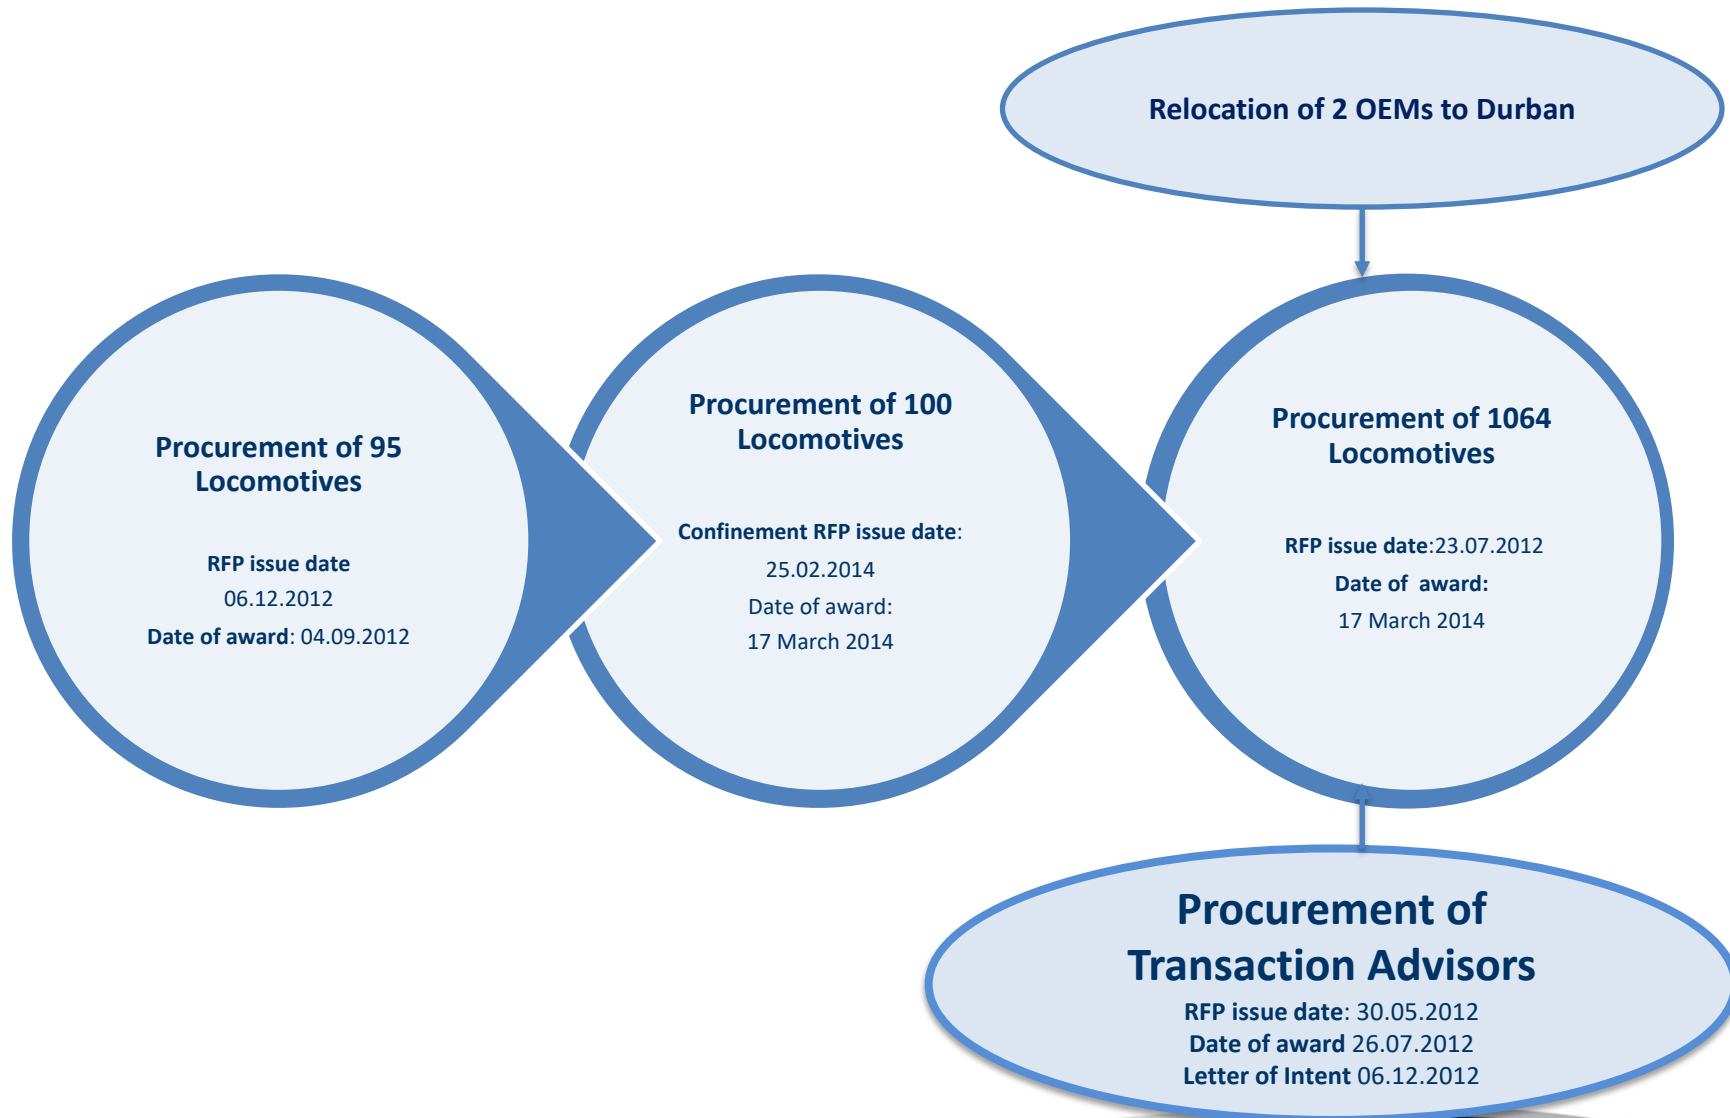 Relocation of 2 OEMs to Durban
Procurement of 95
Locomotives
RFP issue date
06.12.2012
Date of award: 04.09.2012
Procurement of 100
Locomotives
Confinement RFP issue date:
25.02.2014
Date of award:
17 March 2014
Procurement of 1064
Locomotives
RFP issue date:23.07.2012
Date of award:
17 March 2014
Procurement of
Transaction Advisors
RFP issue date: 30.05.2012
Date of award 26.07.2012
Letter of Intent 06.12.2012